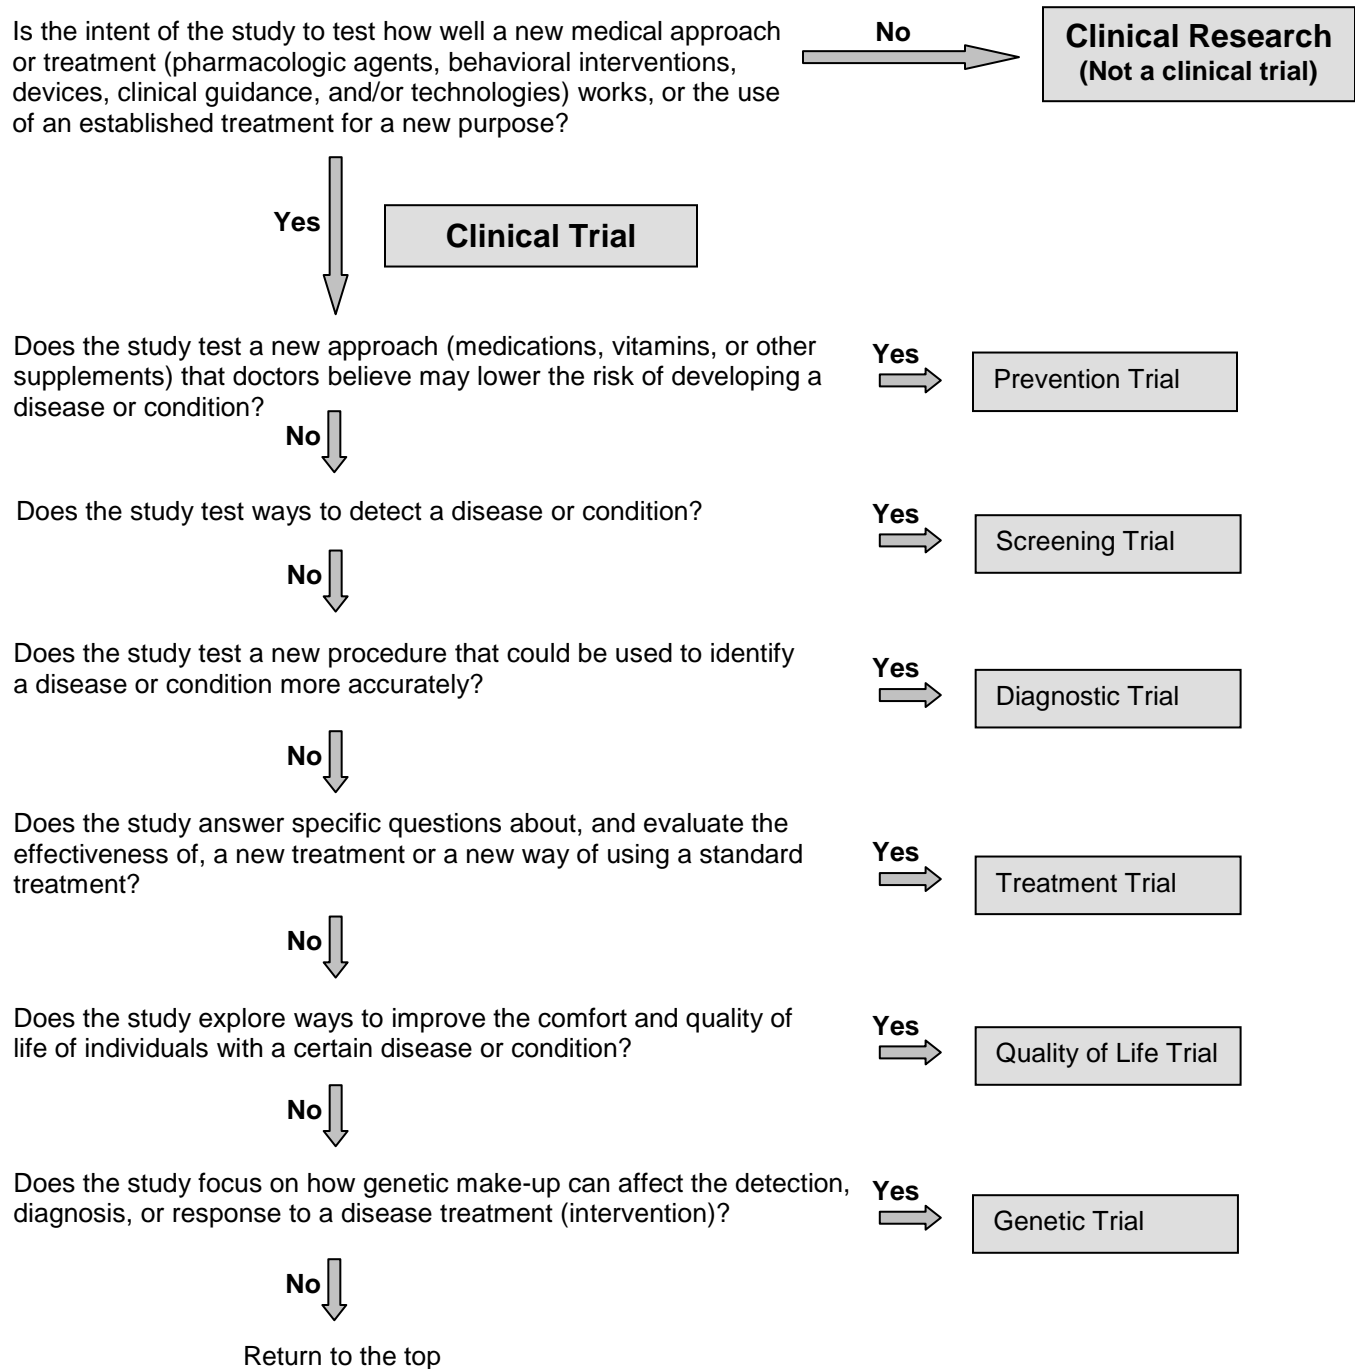 Is the intent of the study to test how well a new medical approach
or treatment (pharmacologic agents, behavioral interventions,
devices, clinical guidance, and/or technologies) works, or the use
of an established treatment for a new purpose?
No
Clinical Research
(Not a clinical trial)
Yes
Clinical Trial
Does the study test a new approach (medications, vitamins, or other
supplements) that doctors believe may lower the risk of developing a
disease or condition?
Yes
Prevention Trial
No
Does the study test ways to detect a disease or condition?
Yes
Screening Trial
No
Does the study test a new procedure that could be used to identify
a disease or condition more accurately?
Yes
Diagnostic Trial
No
Does the study answer specific questions about, and evaluate the
effectiveness of, a new treatment or a new way of using a standard
treatment?
Yes
Treatment Trial
No
Does the study explore ways to improve the comfort and quality of
life of individuals with a certain disease or condition?
Yes
Quality of Life Trial
No
Does the study focus on how genetic make-up can affect the detection,
diagnosis, or response to a disease treatment (intervention)?
Yes
Genetic Trial
No
Return to the top